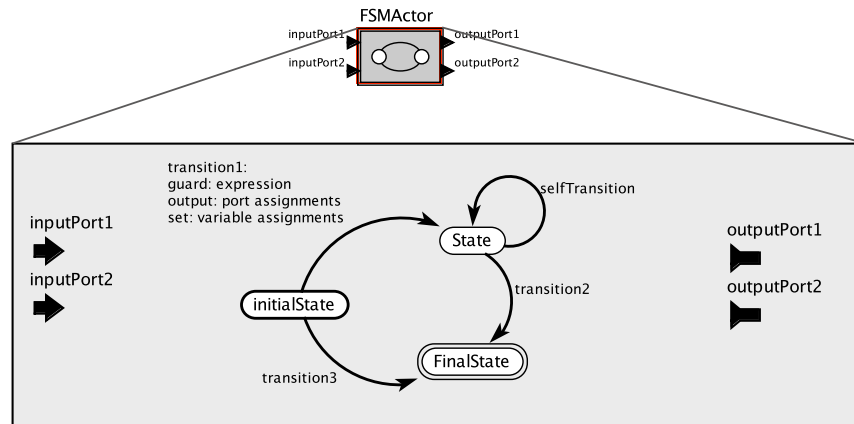 FSMActor
inputPort1
outputPort1
inputPort2
outputPort2
transition1:
guard: expression
output: port assignments
set: variable assignments
selfTransition
inputPort1
State
outputPort1
inputPort2
transition2
outputPort2
initialState
FinalState
transition3